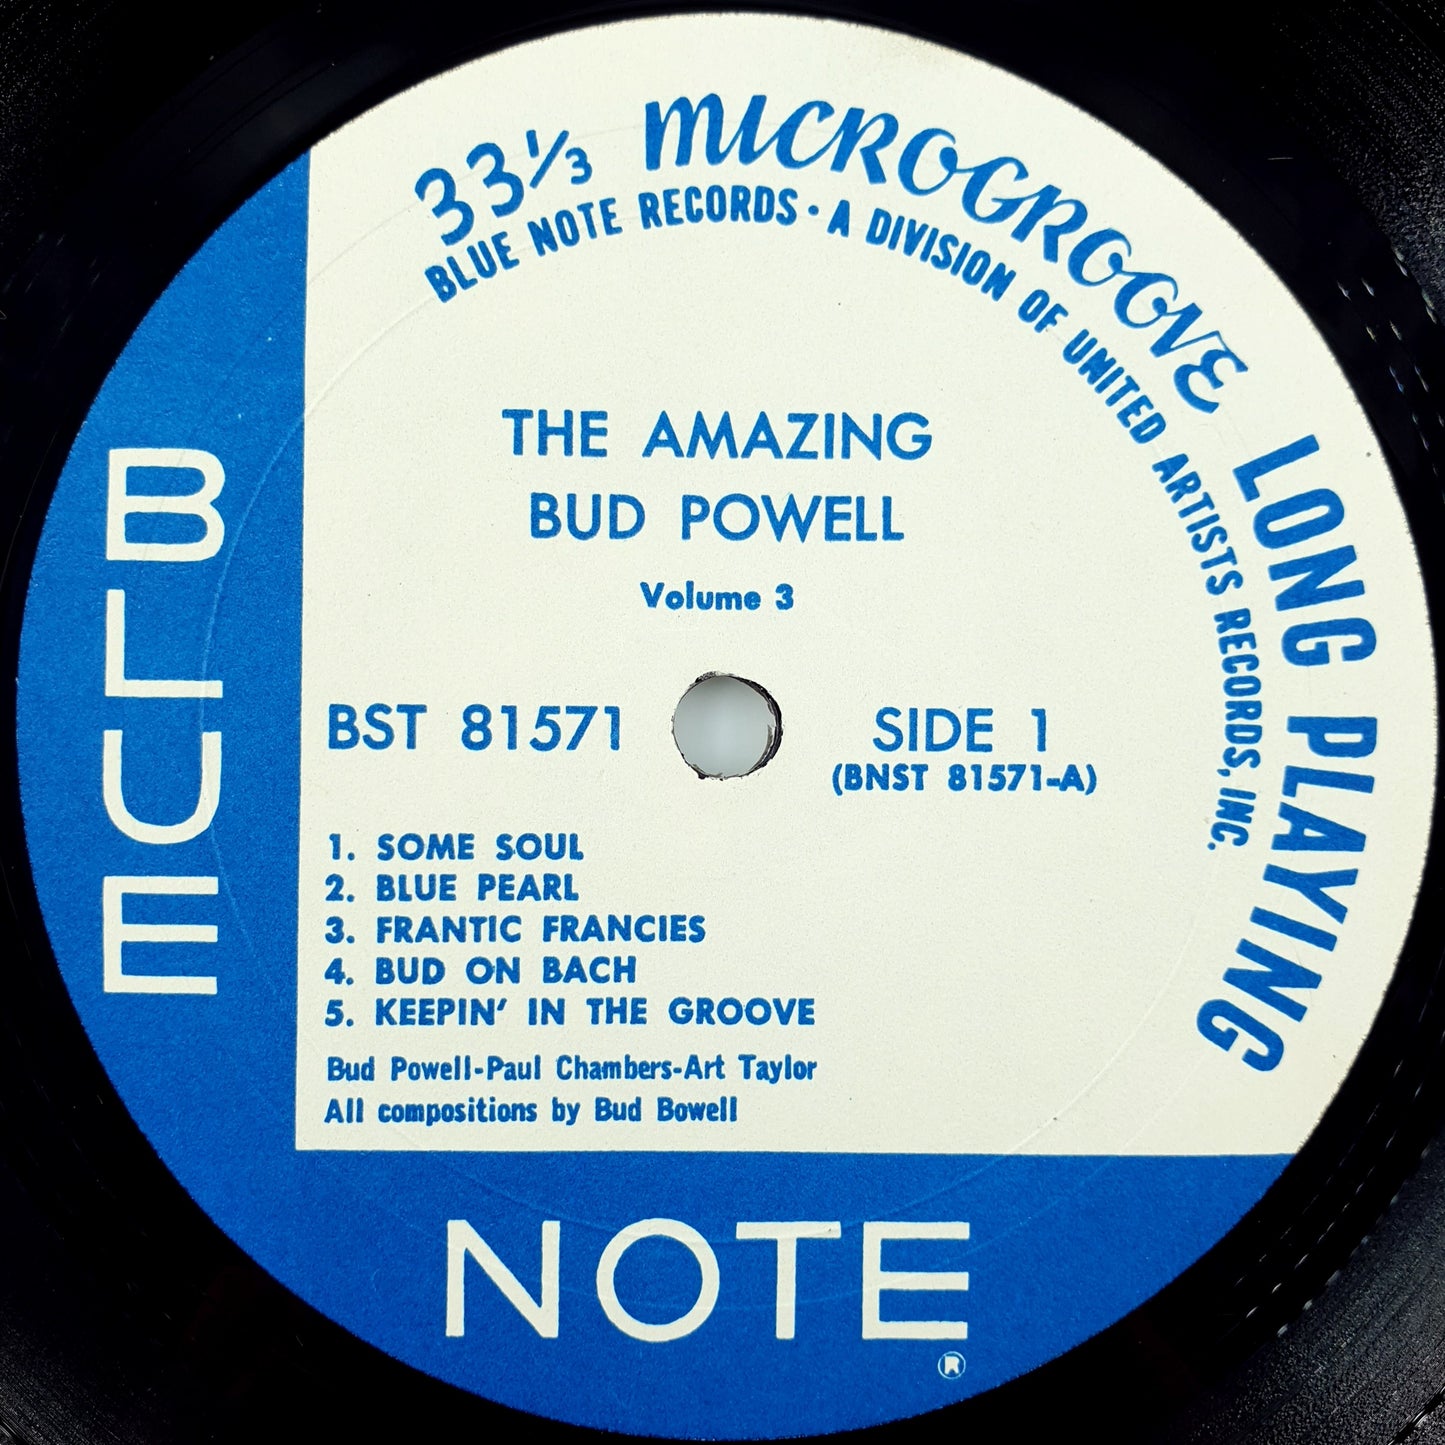 33 1/3 MICROGROOVE LONG PLAYING
BLUE NOTE RECORDS · A DIVISION OF UNITED ARTISTS RECORDS, INC.
THE AMAZING
BUD POWELL
Volume 3
BST 81571
SIDE 1
(BNST 81571-A)
1. SOME SOUL
2. BLUE PEARL
3. FRANTIC FRANCIES
4. BUD ON BACH
5. KEEPIN' IN THE GROOVE
Bud Powell-Paul Chambers-Art Taylor
All compositions by Bud Bowell
BLUE
NOTE
®